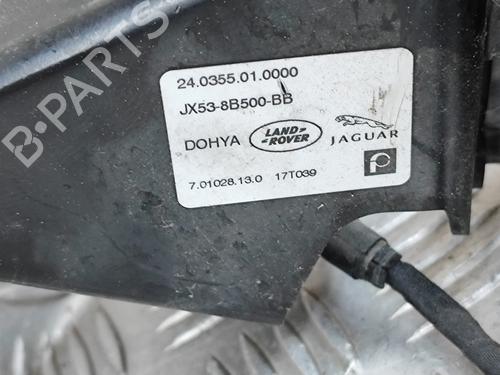 B-PARTS
24.0355.01.0000
JX53-8B500-BB
DOHYA LAND ROVER JAGUAR
7.01028.13.0 17T039